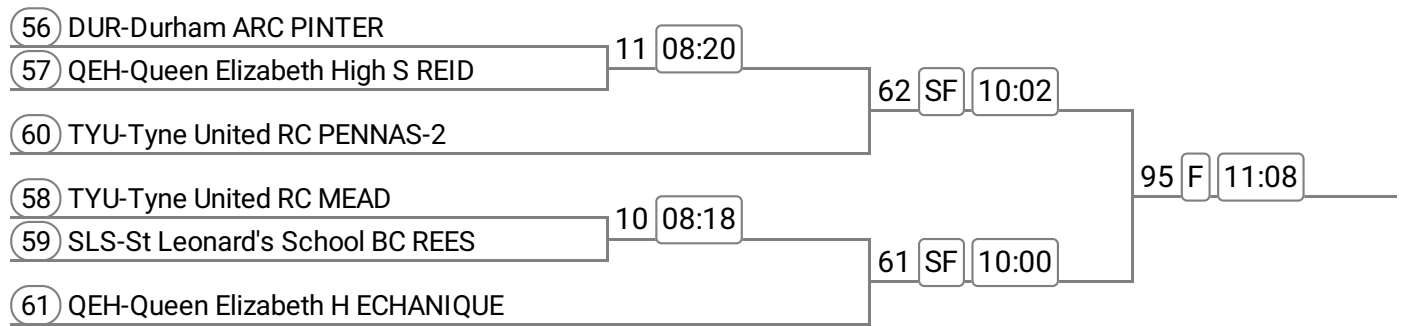 56 DUR-Durham ARC PINTER
11 08:20
57 QEH-Queen Elizabeth High S REID
62 SF 10:02
60 TYU-Tyne United RC PENNAS-2
95 F 11:08
58 TYU-Tyne United RC MEAD
10 08:18
59 SLS-St Leonard's School BC REES
61 SF 10:00
61 QEH-Queen Elizabeth H ECHANIQUE